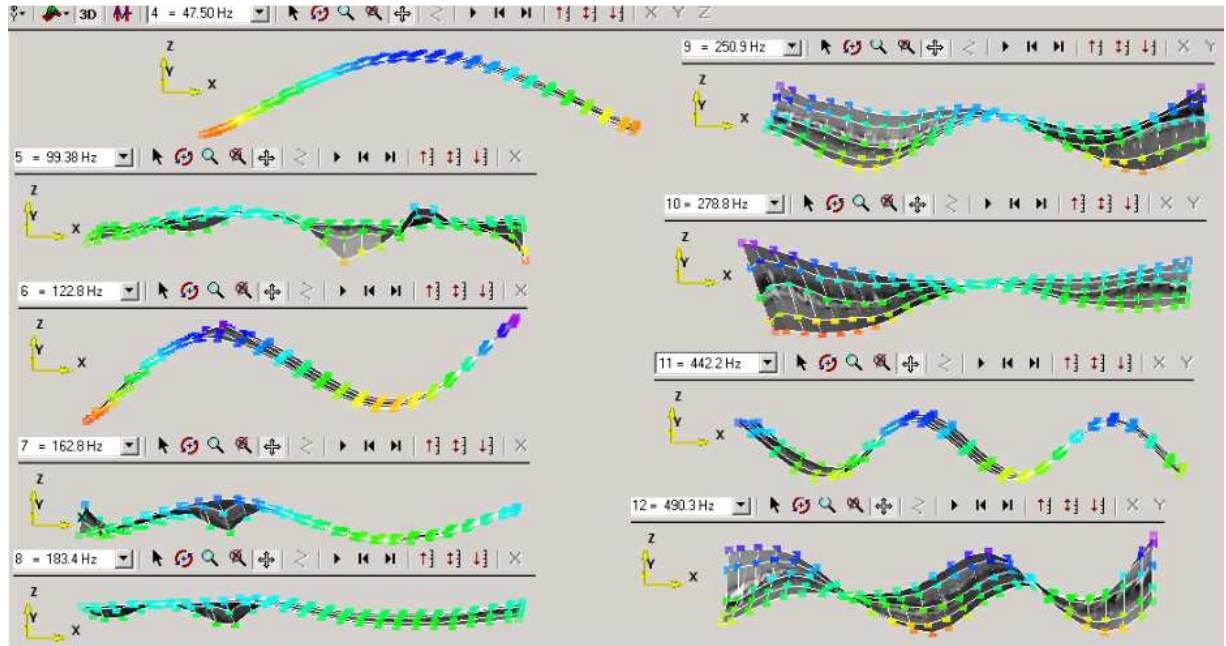 3D 4 = 47.50 Hz X Y Z
Z
Y
X
5 = 99.38 Hz X
Z
Y
X
6 = 122.8 Hz X
Z
Y
X
7 = 162.8 Hz X
Z
Y
X
8 = 183.4 Hz X
Z
Y
X
9 = 250.9 Hz X Y
Z
Y
X
10 = 278.8 Hz X Y
Z
Y
X
11 = 442.2 Hz X Y
Z
Y
X
12 = 490.3 Hz X Y
Z
Y
X